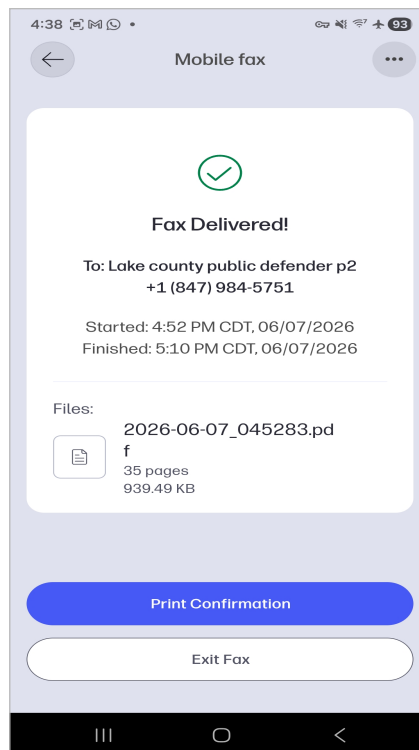 4:38
93
Mobile fax
Fax Delivered!
To: Lake county public defender p2
+1 (847) 984-5751
Started: 4:52 PM CDT, 06/07/2026
Finished: 5:10 PM CDT, 06/07/2026
Files:
2026-06-07_045283.pd
f
35 pages
939.49 KB
Print Confirmation
Exit Fax